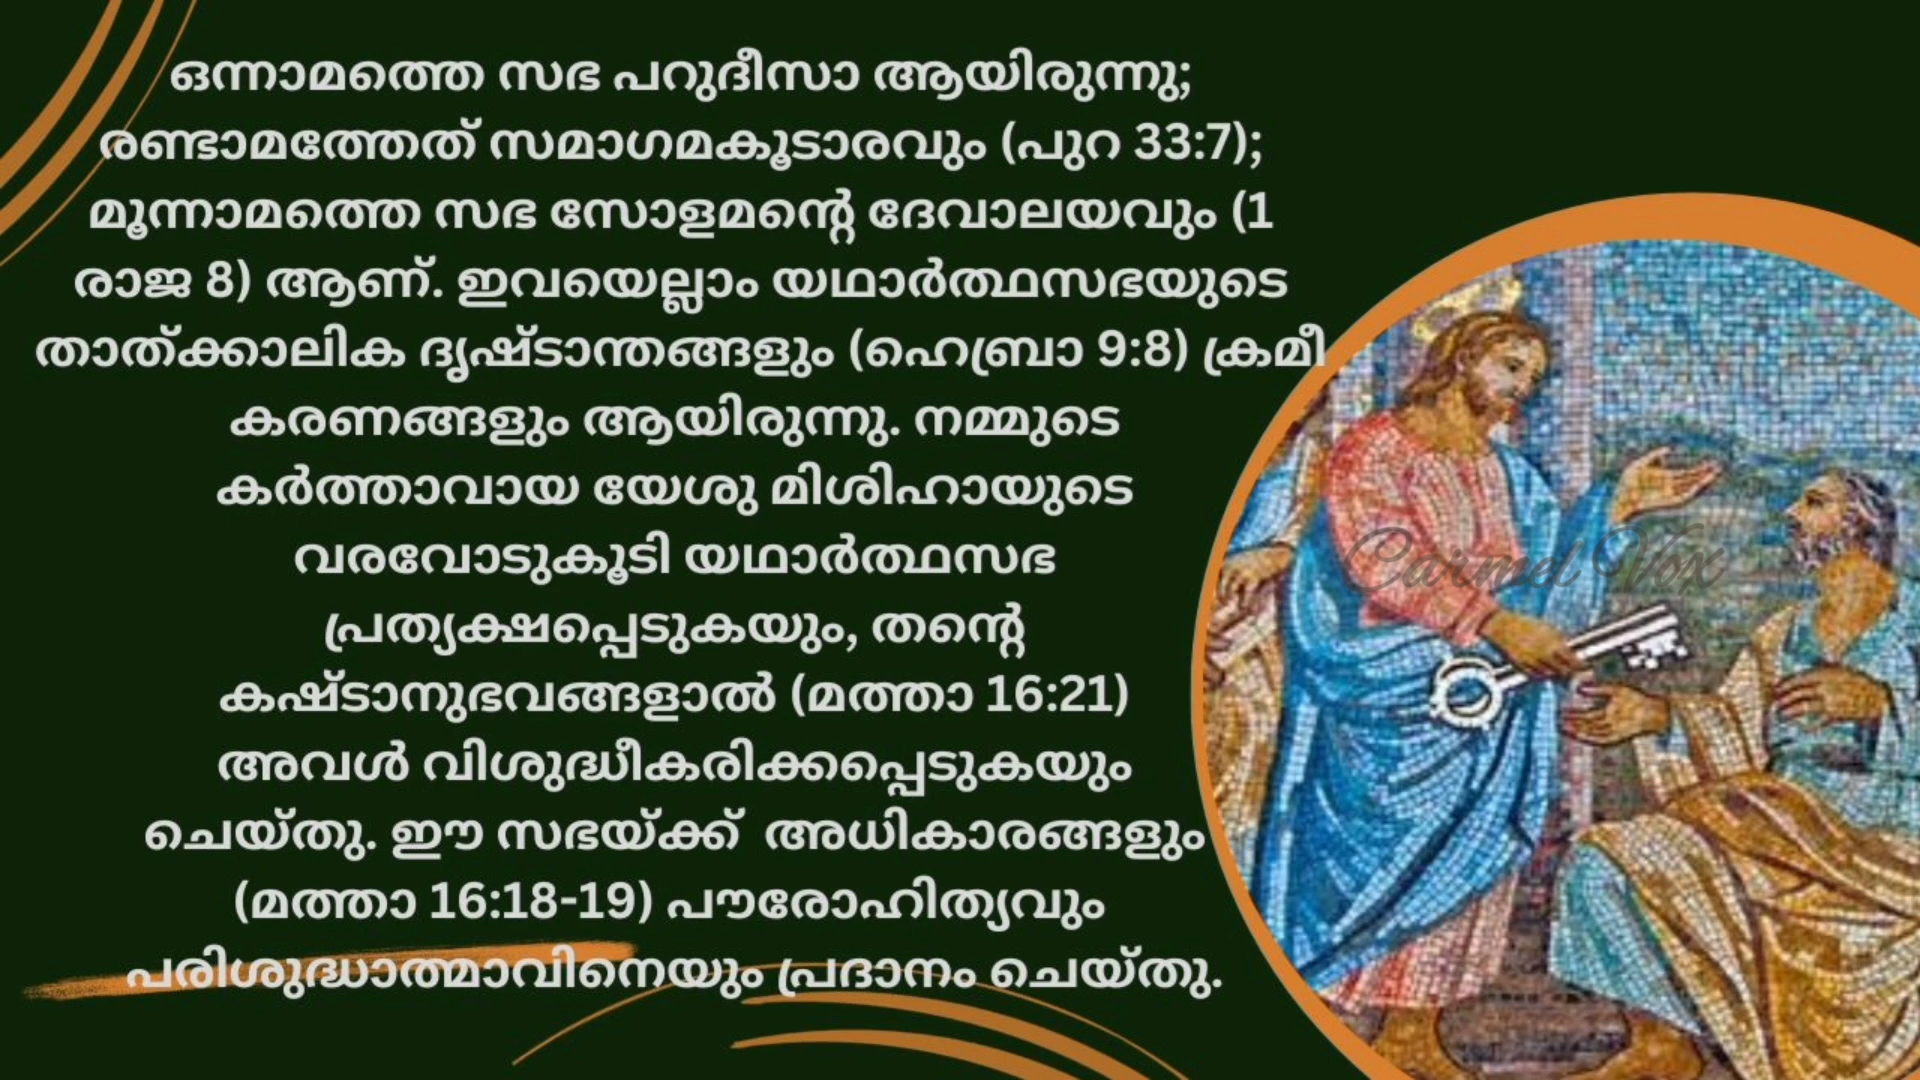 ഒന്നാമത്തെ സഭ പറുദീസാ ആയിരുന്നു;
രണ്ടാമത്തേത് സമാഗമകൂടാരവും (പുറ 33:7);
മൂന്നാമത്തെ സഭ സോളമന്റെ ദേവാലയവും (1
രാജ 8) ആണ്. ഇവയെല്ലാം യഥാർത്ഥസഭയുടെ
താത്ക്കാലിക ദൃഷ്ടാന്തങ്ങളും (ഹെബ്രാ 9:8) ക്രമീ
കരണങ്ങളും ആയിരുന്നു. നമ്മുടെ
കർത്താവായ യേശു മിശിഹായുടെ
വരവോടുകൂടി യഥാർത്ഥസഭ
പ്രത്യക്ഷപ്പെടുകയും, തന്റെ
കഷ്ടാനുഭവങ്ങളാൽ (മത്താ 16:21)
അവൾ വിശുദ്ധീകരിക്കപ്പെടുകയും
ചെയ്തു. ഈ സഭയ്ക്ക് അധികാരങ്ങളും
(മത്താ 16:18-19) പൗരോഹിത്യവും
പരിശുദ്ധാത്മാവിനെയും പ്രദാനം ചെയ്തു.
Carmel Vox